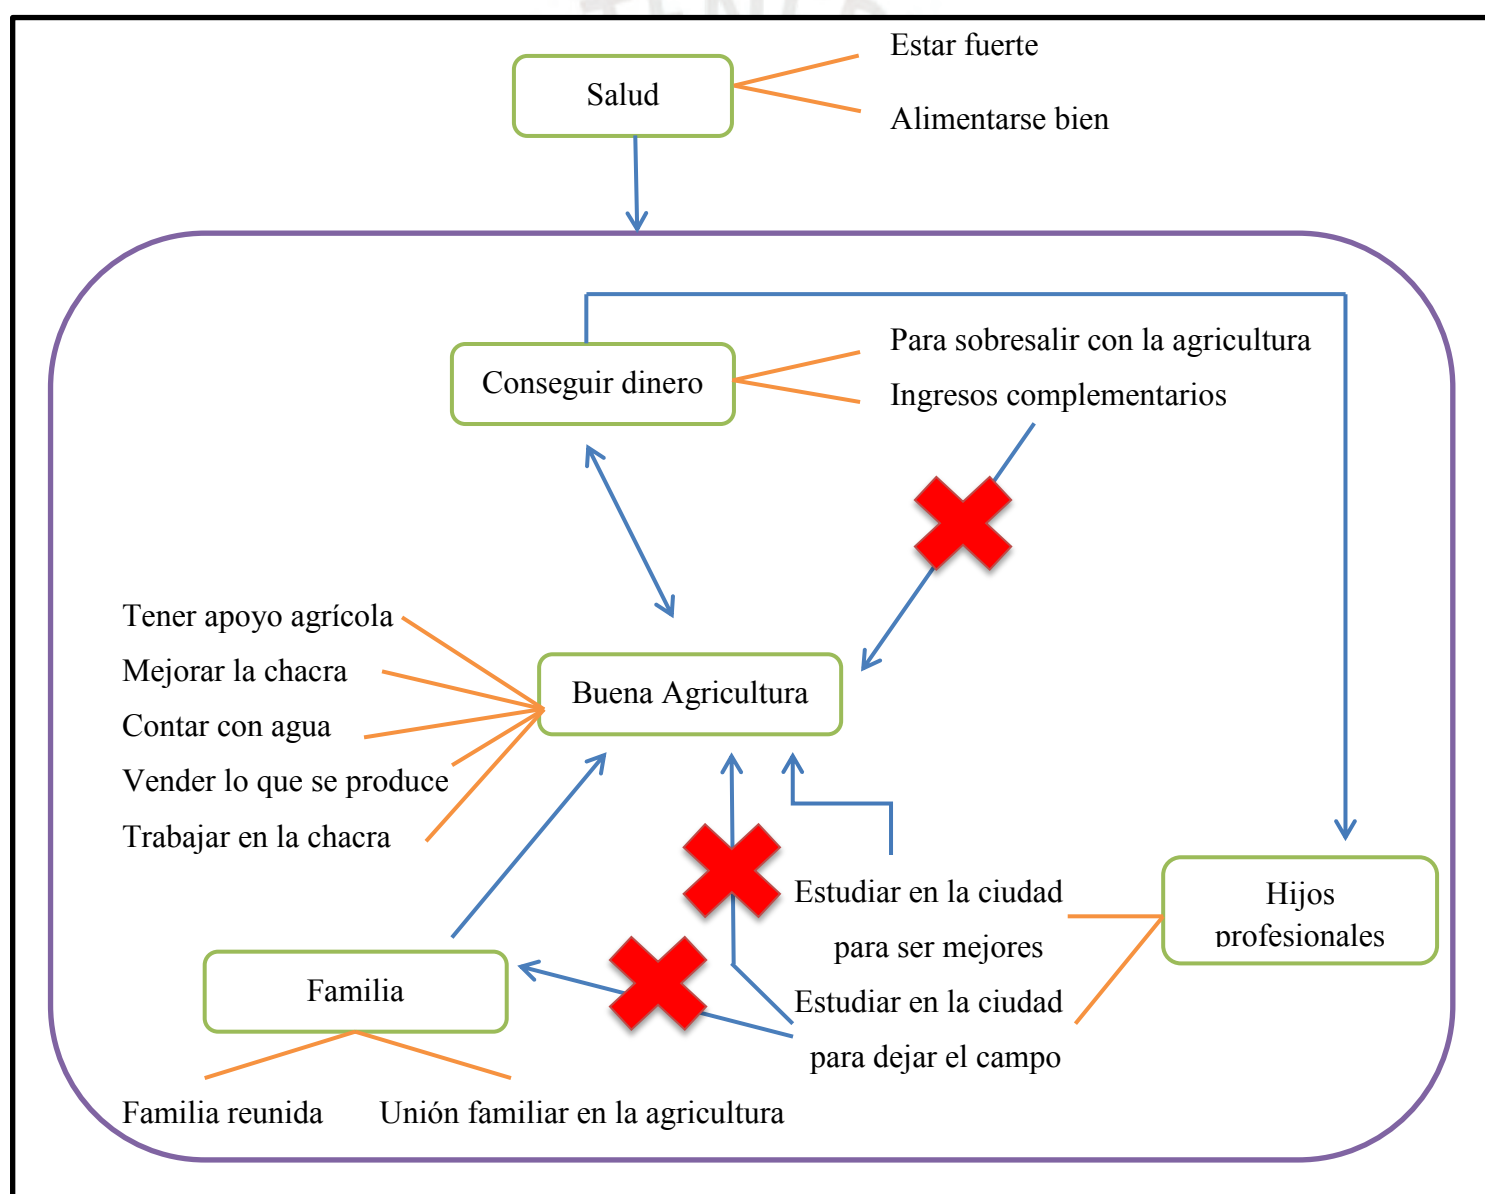 Estar fuerte
Salud
Alimentarse bien
Para sobresalir con la agricultura
Conseguir dinero
Ingresos complementarios
Tener apoyo agrícola
Mejorar la chacra
Buena Agricultura
Contar con agua
Vender lo que se produce
Trabajar en la chacra
Estudiar en la ciudad
para ser mejores
Hijos
profesionales
Familia
Estudiar en la ciudad
para dejar el campo
Familia reunida
Unión familiar en la agricultura